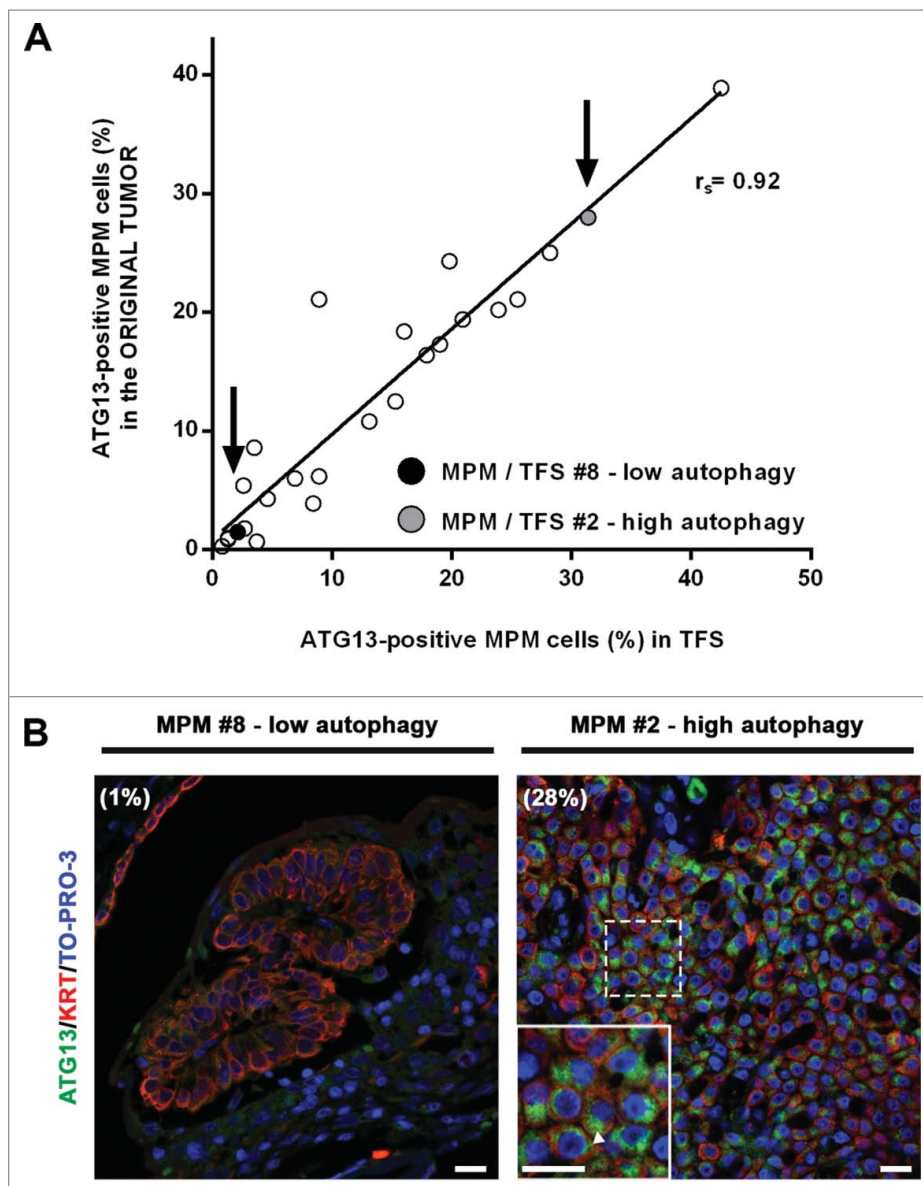 A
ATG13-positive MPM cells (%)
in the ORIGINAL TUMOR
40
30
20
10
0
rs= 0.92
MPM / TFS #8 - low autophagy
MPM / TFS #2 - high autophagy
0 10 20 30 40 50
ATG13-positive MPM cells (%) in TFS
B
MPM #8 - low autophagy
MPM #2 - high autophagy
ATG13/KRT/TO-PRO-3
(1%)
(28%)